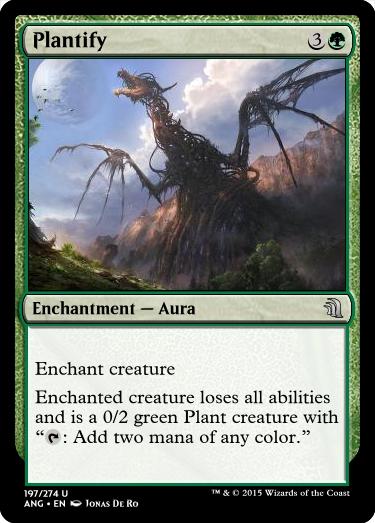 Plantify 3
Enchantment — Aura
Enchant creature
Enchanted creature loses all abilities
and is a 0/2 green Plant creature with
“: Add two mana of any color.”
197/274 U
ANG • EN Jonas De Ro
™ & © 2015 Wizards of the Coast